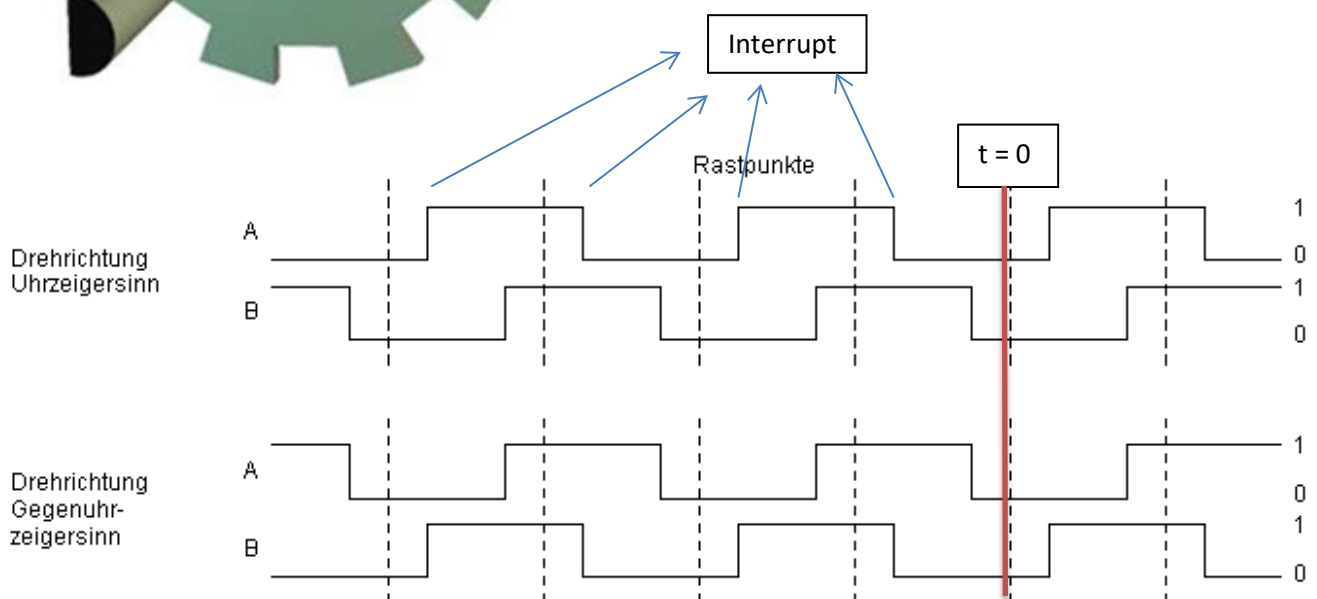 Interrupt
t = 0
Rastpunkte
A
1
0
Drehrichtung
Uhrzeigersinn
B
1
0
A
1
0
Drehrichtung
Gegenuhr-
zeigersinn
B
1
0